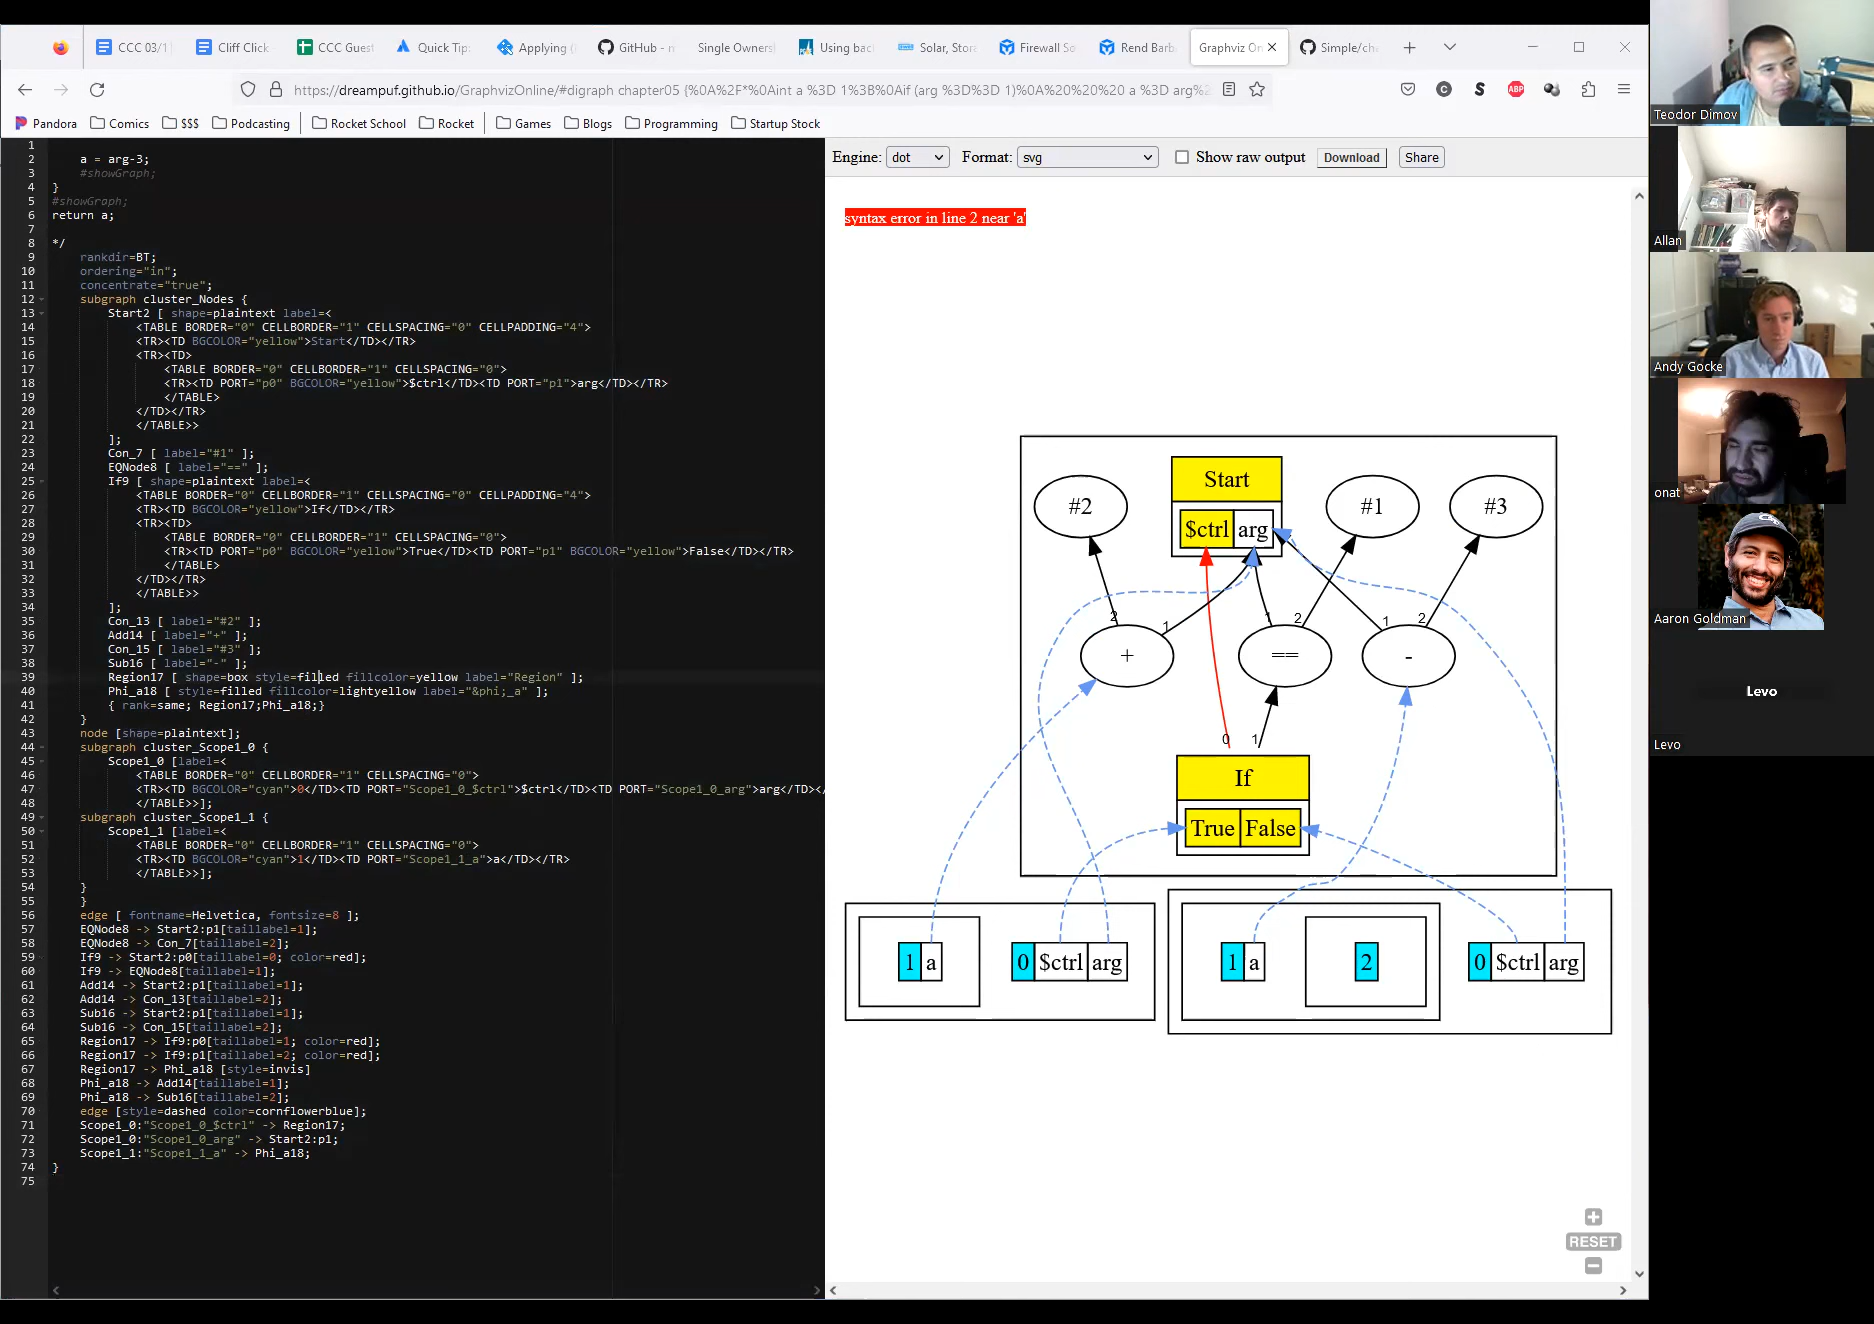 CCC 03/1
Cliff Click
CCC Guest
Quick Tip:
Applying
GitHub -
Single Owners
Using bac
Solar, Stor
Firewall So
Rend Barb
Graphviz On
Simple/ch
https://dreampuf.github.io/GraphvizOnline/#digraph chapter05 {%0A%2F*%0Aint a %3D 1%3B%0Aif (arg %3D%3D 1)%0A%20%20%20 a %3D arg%2
ABP
Pandora
Comics
$$$
Podcasting
Rocket School
Rocket
Games
Blogs
Programming
Startup Stock
1
2 a = arg-3;
3 #showGraph;
4 }
5 #showGraph;
6 return a;
7
8 */
9 rankdir=BT;
10 ordering="in";
11 concentrate="true";
12 subgraph cluster_Nodes {
13 Start2 [ shape=plaintext label=<
14 <TABLE BORDER="0" CELLBORDER="1" CELLSPACING="0" CELLPADDING="4">
15 <TR><TD BGCOLOR="yellow">Start</TD></TR>
16 <TR><TD>
17 <TABLE BORDER="0" CELLBORDER="1" CELLSPACING="0">
18 <TR><TD PORT="p0" BGCOLOR="yellow">$ctrl</TD><TD PORT="p1">arg</TD></TR>
19 </TABLE>
20 </TD></TR>
21 </TABLE>>
22 ];
23 Con_7 [ label="#1" ];
24 EQNode8 [ label="==" ];
25 If9 [ shape=plaintext label=<
26 <TABLE BORDER="0" CELLBORDER="1" CELLSPACING="0" CELLPADDING="4">
27 <TR><TD BGCOLOR="yellow">If</TD></TR>
28 <TR><TD>
29 <TABLE BORDER="0" CELLBORDER="1" CELLSPACING="0">
30 <TR><TD PORT="p0" BGCOLOR="yellow">True</TD><TD PORT="p1" BGCOLOR="yellow">False</TD></TR>
31 </TABLE>
32 </TD></TR>
33 </TABLE>>
34 ];
35 Con_13 [ label="#2" ];
36 Add14 [ label="+" ];
37 Con_15 [ label="#3" ];
38 Sub16 [ label="-" ];
39 Region17 [ shape=box style=filled fillcolor=yellow label="Region" ];
40 Phi_a18 [ style=filled fillcolor=lightyellow label="&phi;_a" ];
41 { rank=same; Region17;Phi_a18;}
42 }
43 node [shape=plaintext];
44 subgraph cluster_Scope1_0 {
45 Scope1_0 [label=<
46 <TABLE BORDER="0" CELLBORDER="1" CELLSPACING="0">
47 <TR><TD BGCOLOR="cyan">0</TD><TD PORT="Scope1_0_$ctrl">$ctrl</TD><TD PORT="Scope1_0_arg">arg</TD></
48 </TABLE>>];
49 subgraph cluster_Scope1_1 {
50 Scope1_1 [label=<
51 <TABLE BORDER="0" CELLBORDER="1" CELLSPACING="0">
52 <TR><TD BGCOLOR="cyan">1</TD><TD PORT="Scope1_1_a">a</TD></TR>
53 </TABLE>>];
54 }
55 }
56 edge [ fontname=Helvetica, fontsize=8 ];
57 EQNode8 -> Start2:p1[taillabel=1];
58 EQNode8 -> Con_7[taillabel=2];
59 If9 -> Start2:p0[taillabel=0; color=red];
60 If9 -> EQNode8[taillabel=1];
61 Add14 -> Start2:p1[taillabel=1];
62 Add14 -> Con_13[taillabel=2];
63 Sub16 -> Start2:p1[taillabel=1];
64 Sub16 -> Con_15[taillabel=2];
65 Region17 -> If9:p0[taillabel=1; color=red];
66 Region17 -> If9:p1[taillabel=2; color=red];
67 Region17 -> Phi_a18 [style=invis]
68 Phi_a18 -> Add14[taillabel=1];
69 Phi_a18 -> Sub16[taillabel=2];
70 edge [style=dashed color=cornflowerblue];
71 Scope1_0:"Scope1_0_$ctrl" -> Region17;
72 Scope1_0:"Scope1_0_arg" -> Start2:p1;
73 Scope1_1:"Scope1_1_a" -> Phi_a18;
74 }
75
Engine: dot Format: svg Show raw output Download Share
syntax error in line 2 near 'a'
Start
#2 #1 #3
$ctrl arg
2 1 1 2 1 2
+ == -
0 1
If
True False
1 a 0 $ctrl arg 1 a 2 0 $ctrl arg
RESET
Teodor Dimov
Allan
Andy Gocke
onat
Aaron Goldman
Levo
Levo